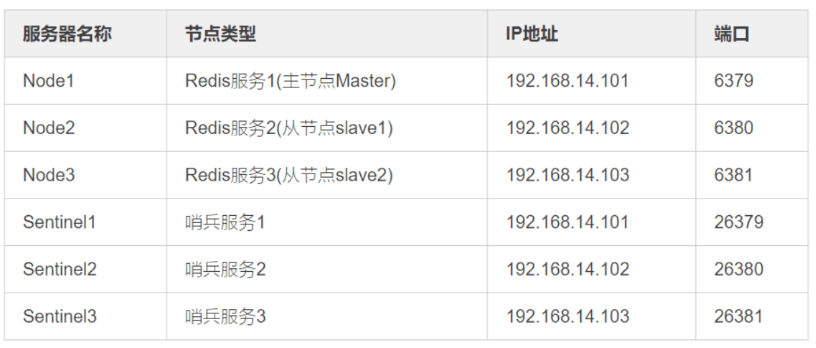 服务器名称 节点类型 IP地址 端口
Node1 Redis服务1(主节点Master) 192.168.14.101 6379
Node2 Redis服务2(从节点slave1) 192.168.14.102 6380
Node3 Redis服务3(从节点slave2) 192.168.14.103 6381
Sentinel1 哨兵服务1 192.168.14.101 26379
Sentinel2 哨兵服务2 192.168.14.102 26380
Sentinel3 哨兵服务3 192.168.14.103 26381